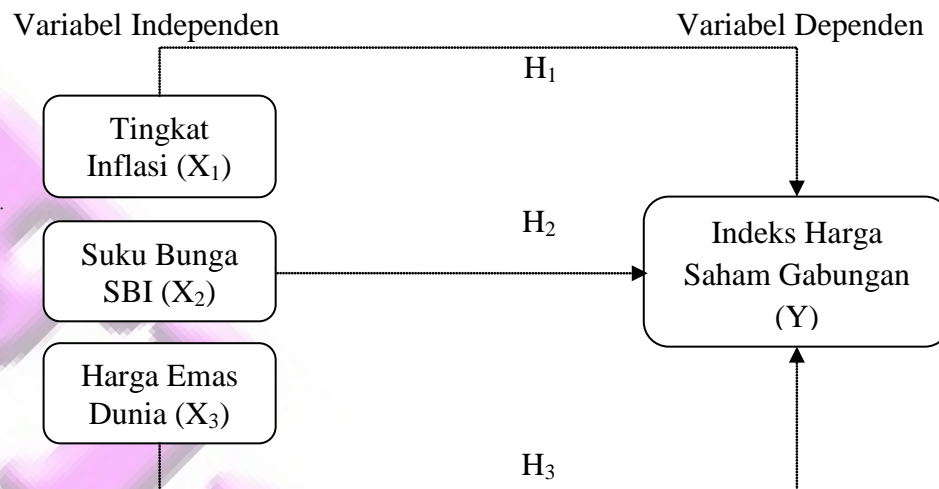 Variabel Independen
Variabel Dependen
H₁
Tingkat
Inflasi (X₁)
H₂
Suku Bunga
SBI (X₂)
Indeks Harga
Saham Gabungan
(Y)
Harga Emas
Dunia (X₃)
H₃